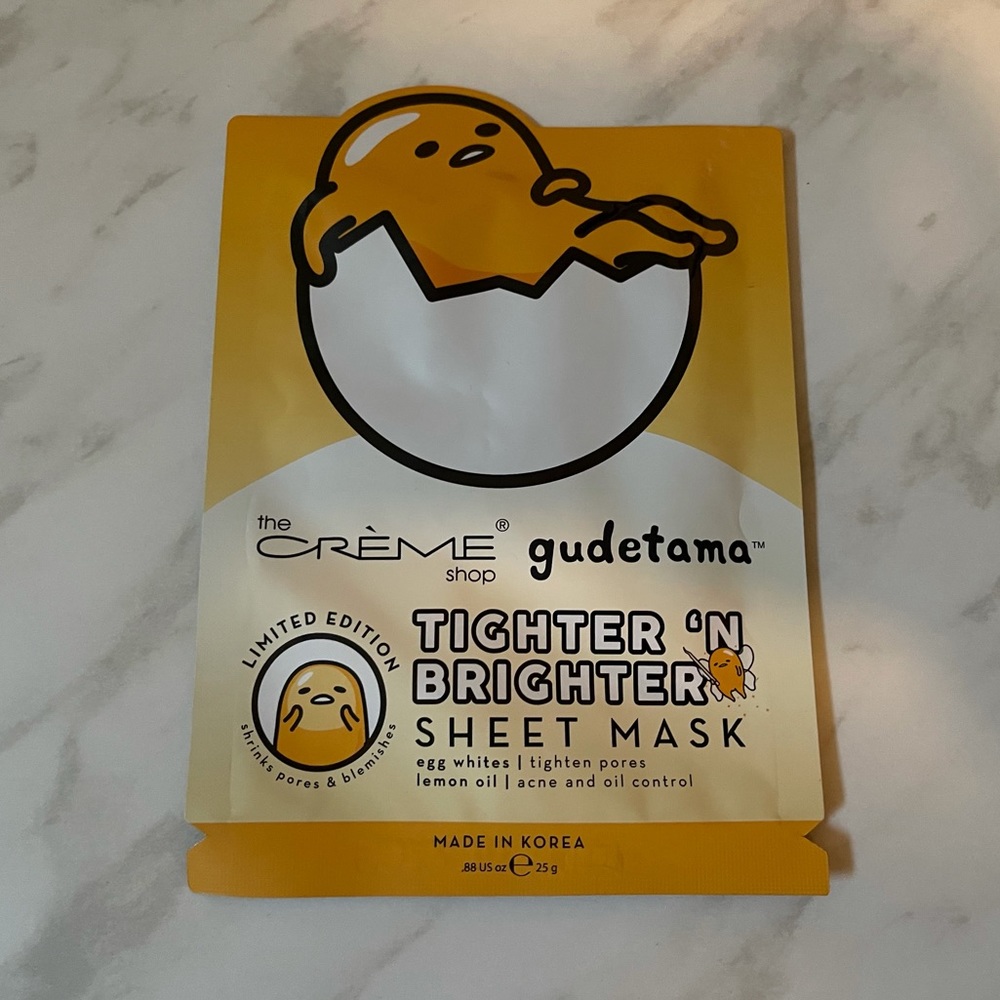 the
CRÈME®
shop
gudetama™
LIMITED EDITION
shrinks pores & blemishes
TIGHTER ‘N
BRIGHTER
SHEET MASK
egg whites | tighten pores
lemon oil | acne and oil control
MADE IN KOREA
.88 US oz ℮ 25 g